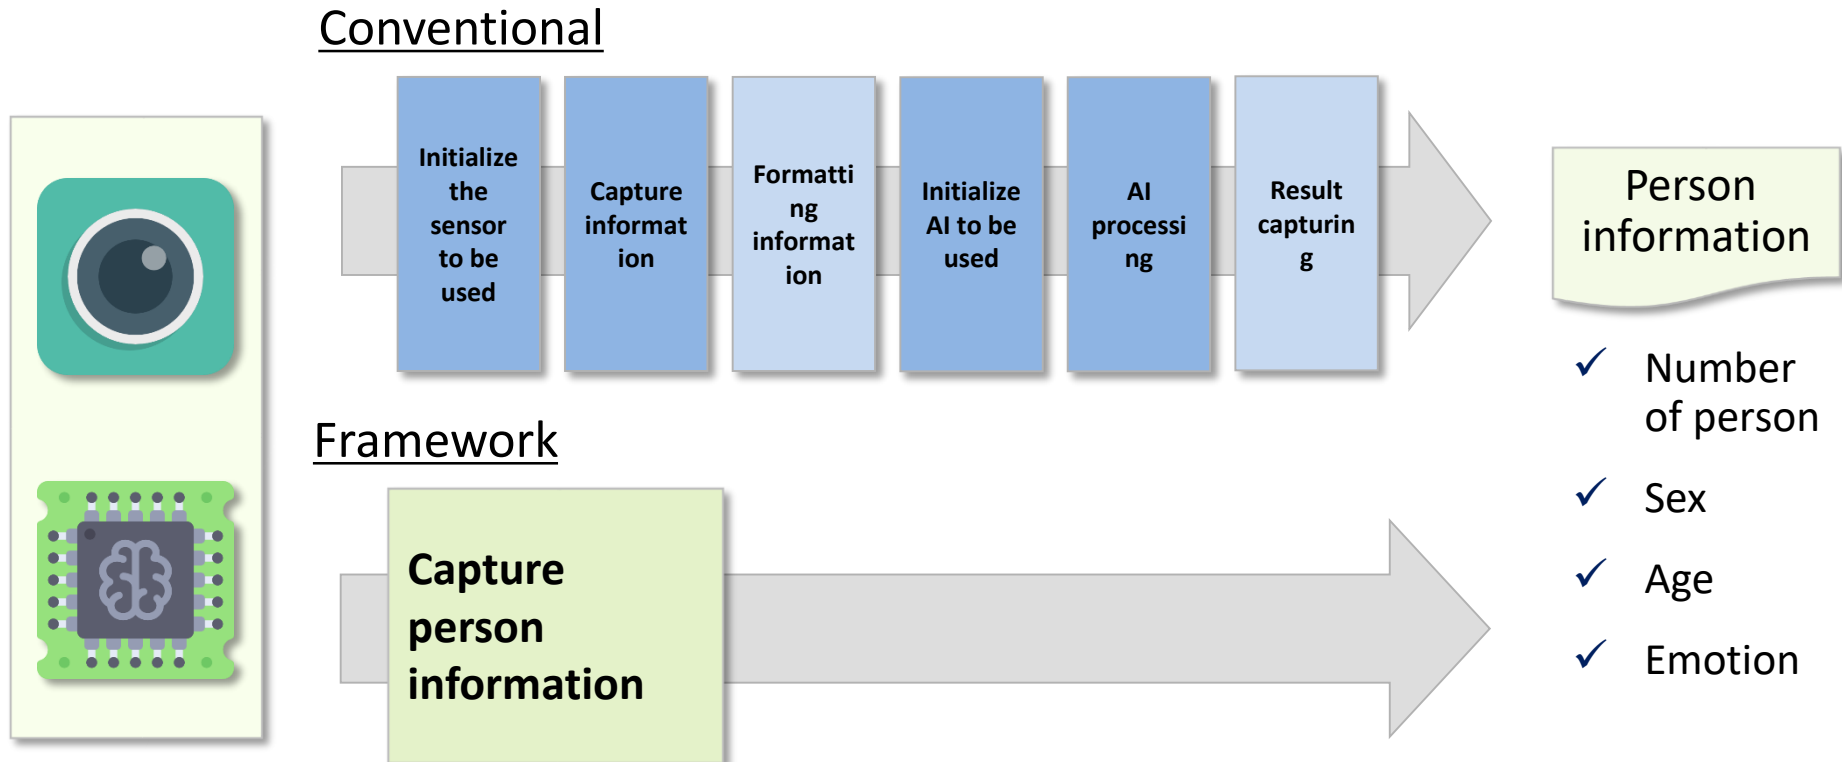 Conventional
Initialize
the
sensor
to be
used
Capture
informat
ion
Formatti
ng
informat
ion
Initialize
AI to be
used
AI
processi
ng
Result
capturin
g
Person
information
Number
of person
Sex
Age
Emotion
Framework
Capture
person
information